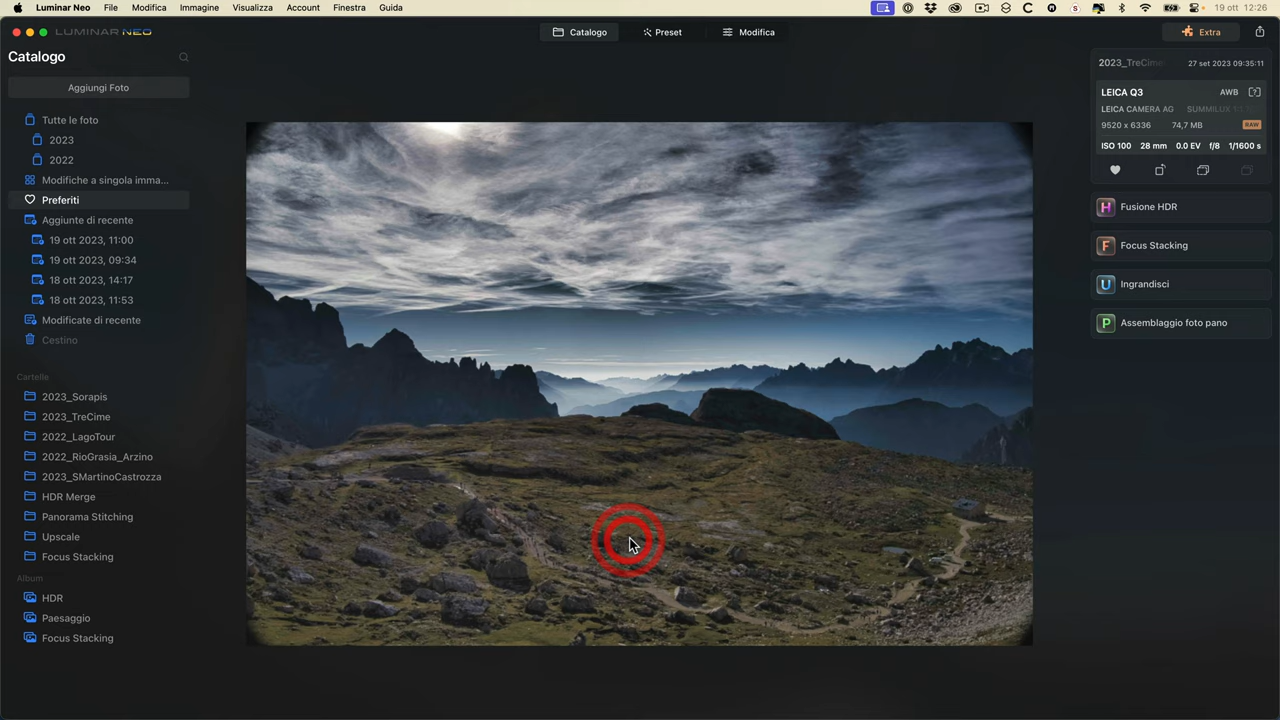 Luminar Neo File Modifica Immagine Visualizza Account Finestra Guida 19 ott 12:26
LUMINAR NEO Catalogo Preset Modifica Extra
Catalogo
Aggiungi Foto
Tutte le foto
2023
2022
Modifiche a singola imma...
Preferiti
Aggiunte di recente
19 ott 2023, 11:00
19 ott 2023, 09:34
18 ott 2023, 14:17
18 ott 2023, 11:53
Modificate di recente
Cestino
Cartelle
2023_Sorapis
2023_TreCime
2022_LagoTour
2022_RioGrasia_Arzino
2023_SMartinoCastrozza
HDR Merge
Panorama Stitching
Upscale
Focus Stacking
Album
HDR
Paesaggio
Focus Stacking
2023_TreCime 27 set 2023 09:35:11
LEICA Q3 AWB
LEICA CAMERA AG SUMMILUX
9520 x 6336 74,7 MB RAW
ISO 100 28 mm 0.0 EV f/8 1/1600 s
H Fusione HDR
F Focus Stacking
U Ingrandisci
P Assemblaggio foto pano